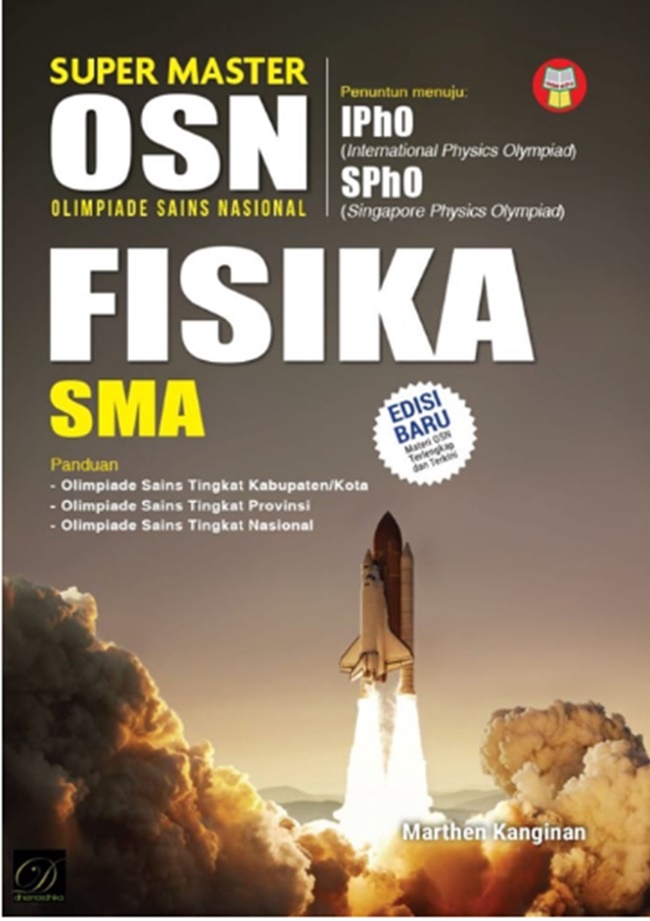 SUPER MASTER
OSN
OLIMPIADE SAINS NASIONAL
Penuntun menuju:
IPhO
(International Physics Olympiad)
SPhO
(Singapore Physics Olympiad)
FISIKA
SMA
EDISI
BARU
Materi OSN
Terlengkap
dan Terkini
Panduan
- Olimpiade Sains Tingkat Kabupaten/Kota
- Olimpiade Sains Tingkat Provinsi
- Olimpiade Sains Tingkat Nasional
Marthen Kanginan
D